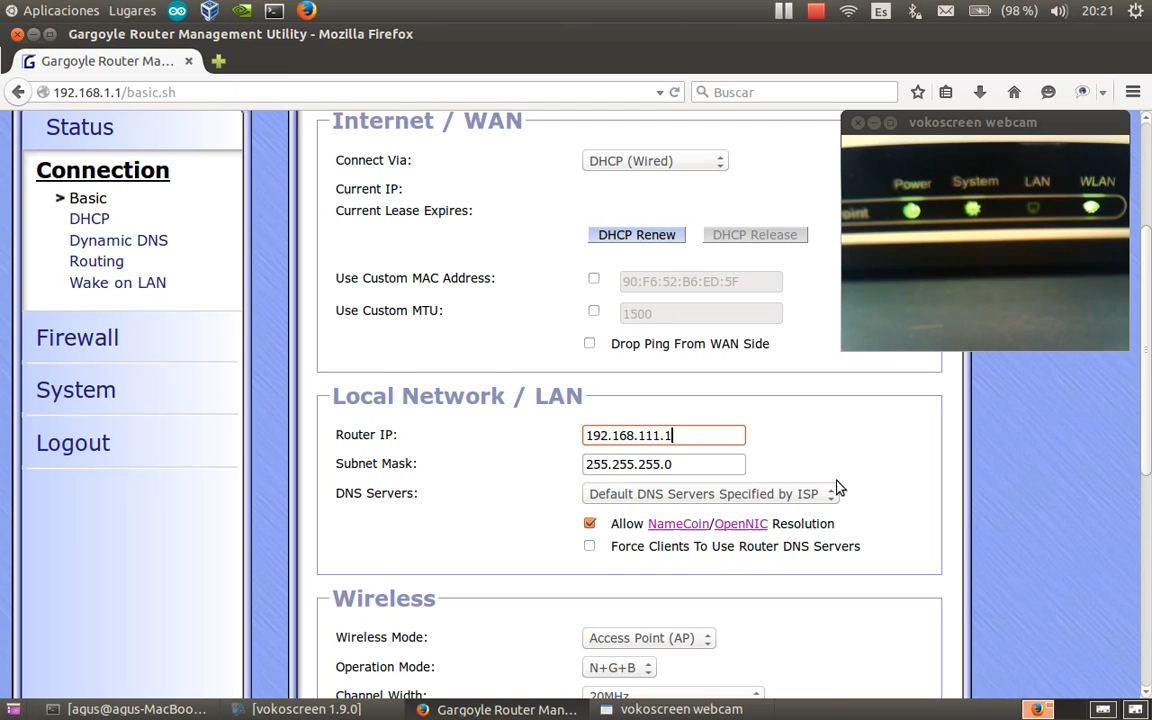 Aplicaciones Lugares Es (98 %) 20:21
Gargoyle Router Management Utility - Mozilla Firefox
Gargoyle Router Ma...
192.168.1.1/basic.sh Buscar
vokoscreen webcam
Power System LAN WLAN
oint
Status
Connection
> Basic
DHCP
Dynamic DNS
Routing
Wake on LAN
Firewall
System
Logout
Internet / WAN
Connect Via: DHCP (Wired)
Current IP:
Current Lease Expires:
DHCP Renew DHCP Release
Use Custom MAC Address: 90:F6:52:B6:ED:5F
Use Custom MTU: 1500
Drop Ping From WAN Side
Local Network / LAN
Router IP: 192.168.111.1
Subnet Mask: 255.255.255.0
DNS Servers: Default DNS Servers Specified by ISP
Allow NameCoin/OpenNIC Resolution
Force Clients To Use Router DNS Servers
Wireless
Wireless Mode: Access Point (AP)
Operation Mode: N+G+B
Channel Width: 20MHz
[agus@agus-MacBoo... [vokoscreen 1.9.0] Gargoyle Router Man... vokoscreen webcam